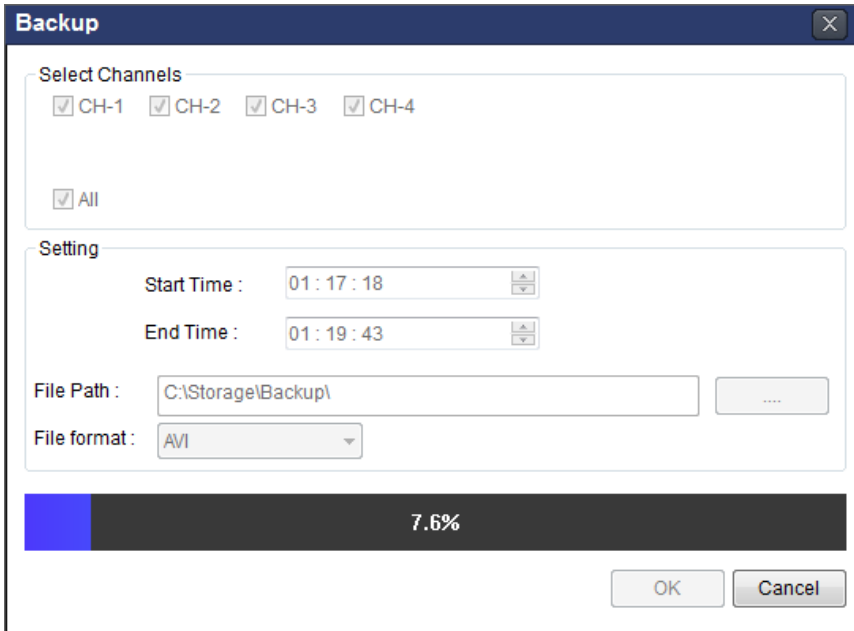 Backup
Select Channels
CH-1 CH-2 CH-3 CH-4
All
Setting
Start Time : 01 : 17 : 18
End Time : 01 : 19 : 43
File Path : C:\Storage\Backup\ ....
File format : AVI
7.6%
OK Cancel